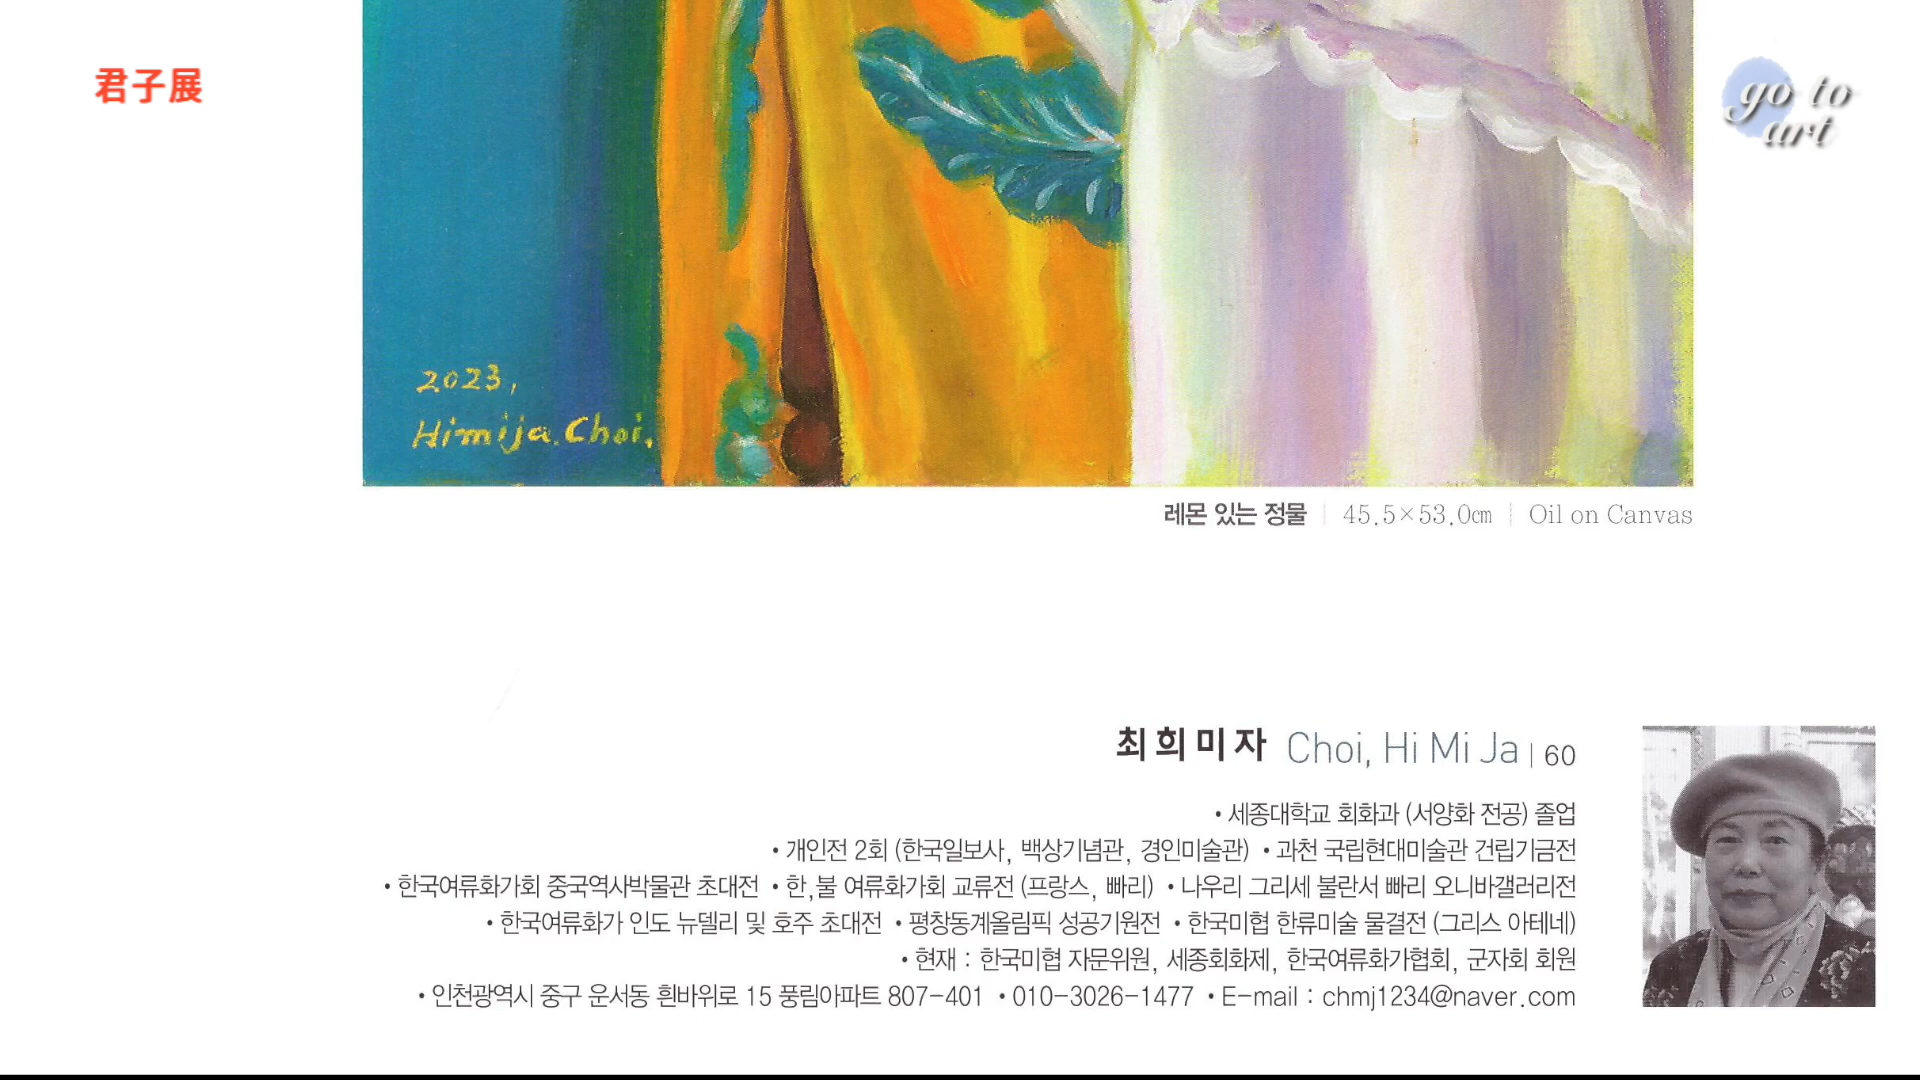 君子展
go to
art
2023,
Himija.Choi.
레몬 있는 정물 | 45.5×53.0㎝ | Oil on Canvas
최희미자 Choi, Hi Mi Ja | 60
• 세종대학교 회화과 (서양화 전공) 졸업
• 개인전 2회 (한국일보사, 백상기념관, 경인미술관) • 과천 국립현대미술관 건립기금전
• 한국여류화가회 중국역사박물관 초대전 • 한,불 여류화가회 교류전 (프랑스, 빠리) • 나우리 그리세 불란서 빠리 오니바갤러리전
• 한국여류화가 인도 뉴델리 및 호주 초대전 • 평창동계올림픽 성공기원전 • 한국미협 한류미술 물결전 (그리스 아테네)
• 현재 : 한국미협 자문위원, 세종회화제, 한국여류화가협회, 군자회 회원
• 인천광역시 중구 운서동 흰바위로 15 풍림아파트 807-401 • 010-3026-1477 • E-mail : chmj1234@naver.com